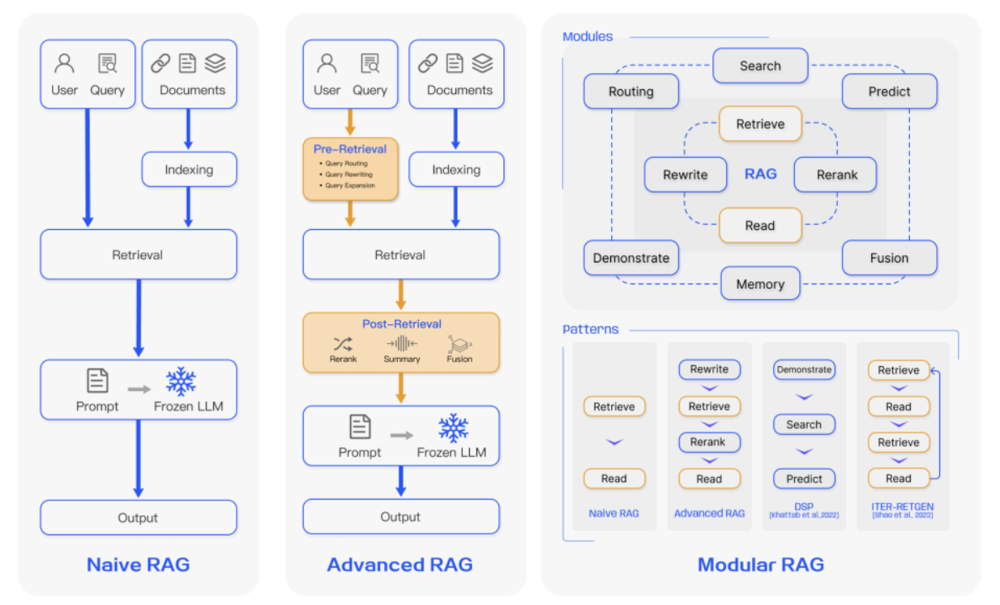 User Query
Documents
Indexing
Retrieval
Prompt
Frozen LLM
Output
Naive RAG
User Query
Documents
Pre-Retrieval
• Query Routing
• Query Rewriting
• Query Expansion
Indexing
Retrieval
Post-Retrieval
Rerank Summary Fusion
Prompt
Frozen LLM
Output
Advanced RAG
Modules
Search
Routing
Predict
Retrieve
Rewrite
RAG
Rerank
Read
Demonstrate
Fusion
Memory
Patterns
Retrieve
Read
Naive RAG
Rewrite
Retrieve
Rerank
Read
Advanced RAG
Demonstrate
Search
Predict
DSP
[Khattab et al.,2022]
Retrieve
Read
Retrieve
Read
ITER-RETGEN
[Shao et al., 2023]
Modular RAG